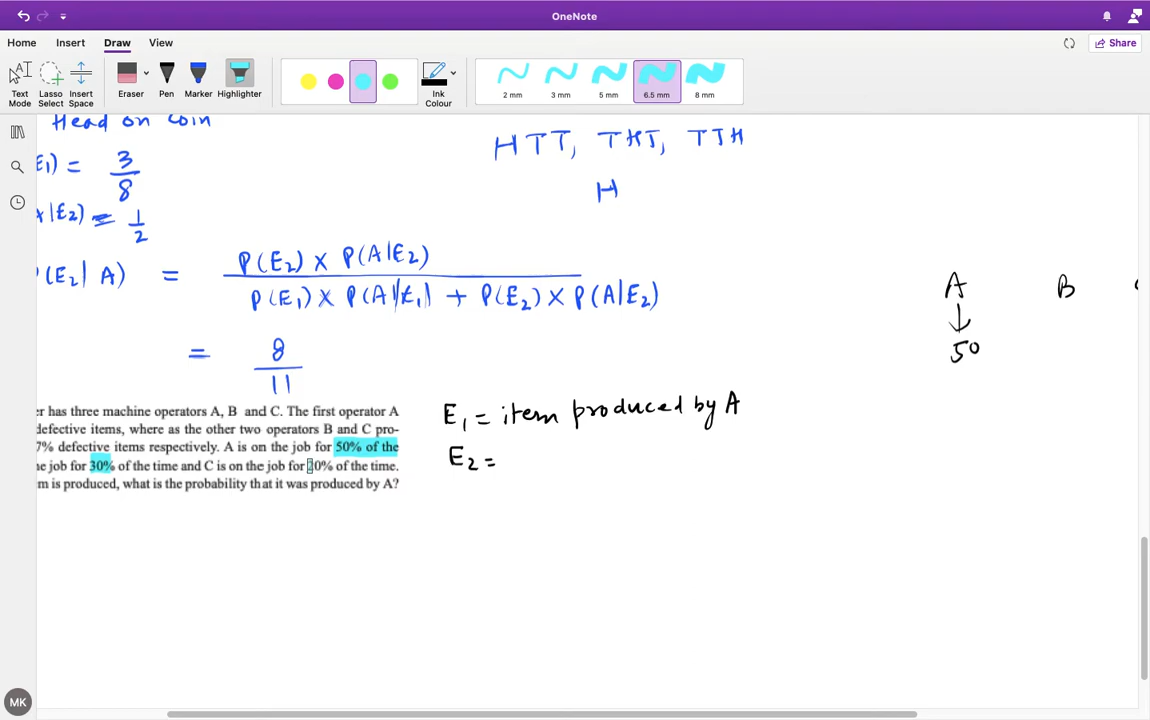 OneNote
Home Insert Draw View
Share
Text Mode
Lasso Select
Insert Space
Eraser
Pen
Marker
Highlighter
Ink Colour
2 mm
3 mm
5 mm
6.5 mm
8 mm
Head on coin
HTT, THT, TTH
E1) = 3/8
H
|E2) = 1/2
(E2| A) = P(E2) × P(A|E2) / P(E1) × P(A|E1) + P(E2) × P(A|E2)
A B
↓
50
= 8/11
er has three machine operators A, B and C. The first operator A
defective items, where as the other two operators B and C pro-
7% defective items respectively. A is on the job for 50% of the
e job for 30% of the time and C is on the job for 20% of the time.
m is produced, what is the probability that it was produced by A?
E1 = item produced by A
E2 =
MK